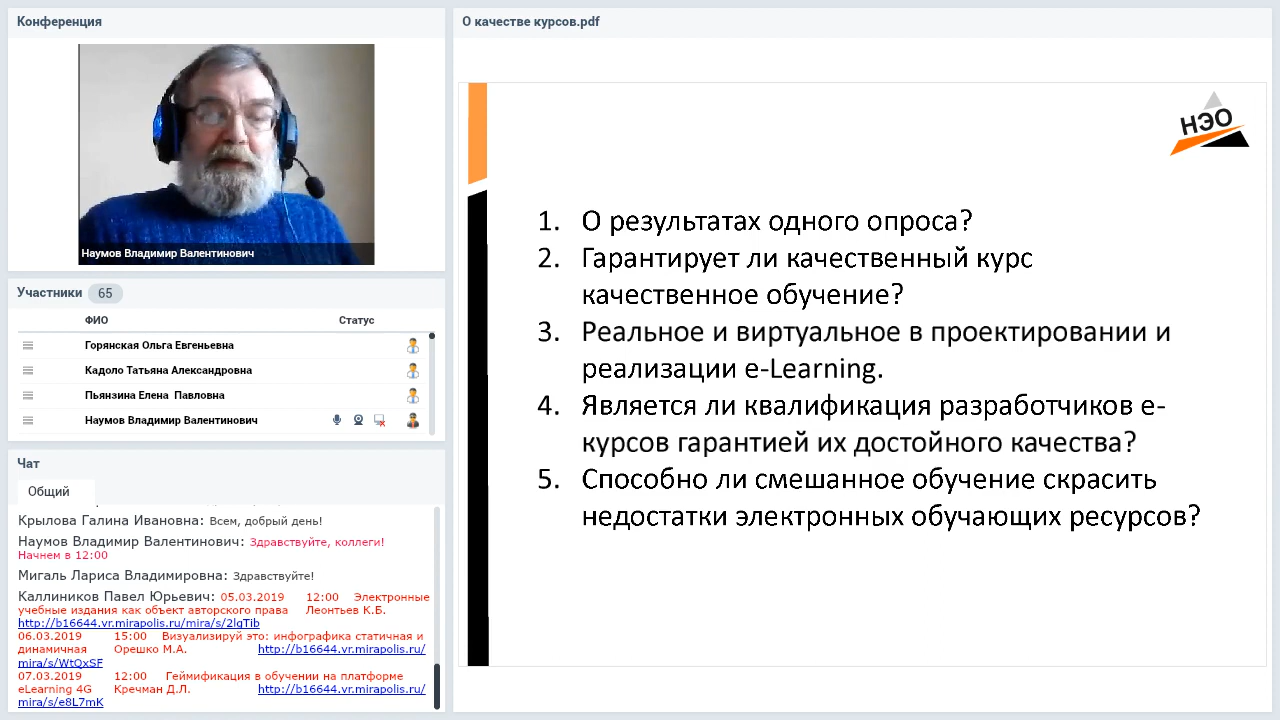 Конференция
Наумов Владимир Валентинович
Участники 65
ФИО Статус
Горянская Ольга Евгеньевна
Кадоло Татьяна Александровна
Пьянзина Елена Павловна
Наумов Владимир Валентинович
Чат
Общий
Крылова Галина Ивановна: Всем, добрый день!
Наумов Владимир Валентинович: Здравствуйте, коллеги!
Начнем в 12:00
Мигаль Лариса Владимировна: Здравствуйте!
Каллиников Павел Юрьевич: 05.03.2019 12:00 Электронные
учебные издания как объект авторского права Леонтьев К.Б.
http://b16644.vr.mirapolis.ru/mira/s/2lgTib
06.03.2019 15:00 Визуализируй это: инфографика статичная и
динамичная Орешко М.А. http://b16644.vr.mirapolis.ru/
mira/s/WtQxSF
07.03.2019 12:00 Геймификация в обучении на платформе
eLearning 4G Кречман Д.Л. http://b16644.vr.mirapolis.ru/
mira/s/e8L7mK
О качестве курсов.pdf
НЭО
1. О результатах одного опроса?
2. Гарантирует ли качественный курс
качественное обучение?
3. Реальное и виртуальное в проектировании и
реализации e-Learning.
4. Является ли квалификация разработчиков е-
курсов гарантией их достойного качества?
5. Способно ли смешанное обучение скрасить
недостатки электронных обучающих ресурсов?